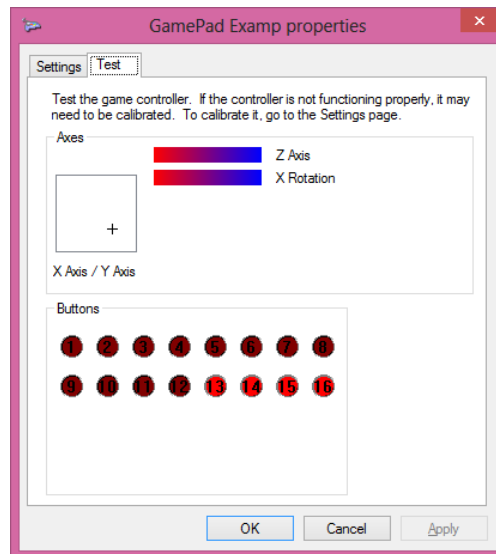 GamePad Examp properties
Settings Test
Test the game controller. If the controller is not functioning properly, it may
need to be calibrated. To calibrate it, go to the Settings page.
Axes
Z Axis
X Rotation
X Axis / Y Axis
Buttons
1 2 3 4 5 6 7 8
9 10 11 12 13 14 15 16
OK Cancel Apply